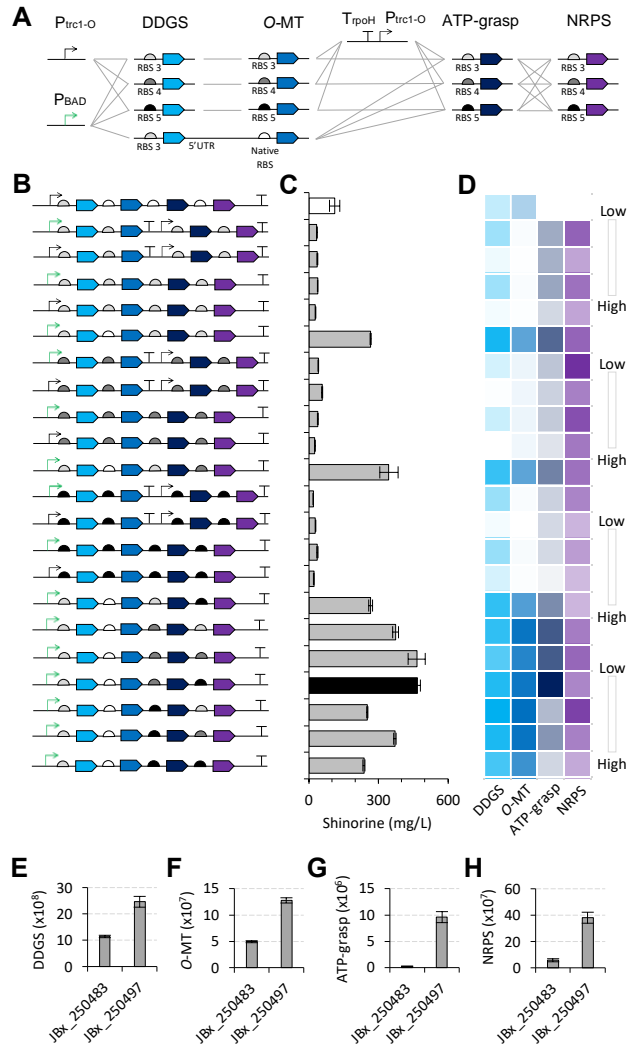 A
Ptrc1-O
DDGS
O-MT
TrpoH Ptrc1-O
ATP-grasp
NRPS
RBS 3
RBS 3
RBS 3
RBS 3
PBAD
RBS 4
RBS 4
RBS 4
RBS 4
RBS 5
RBS 5
RBS 5
RBS 5
RBS 3
5'UTR
Native
RBS
B
C
D
Low
High
Low
High
Low
High
Low
High
0
300
600
Shinorine (mg/L)
DDGS
O-MT
ATP-grasp
NRPS
E
F
G
H
DDGS (x10⁸)
30
20
10
0
JBx_250483
JBx_250497
O-MT (x10⁷)
15
10
5
0
JBx_250483
JBx_250497
ATP-grasp (x10⁶)
15
10
5
0
JBx_250483
JBx_250497
NRPS (x10⁷)
60
40
20
0
JBx_250483
JBx_250497